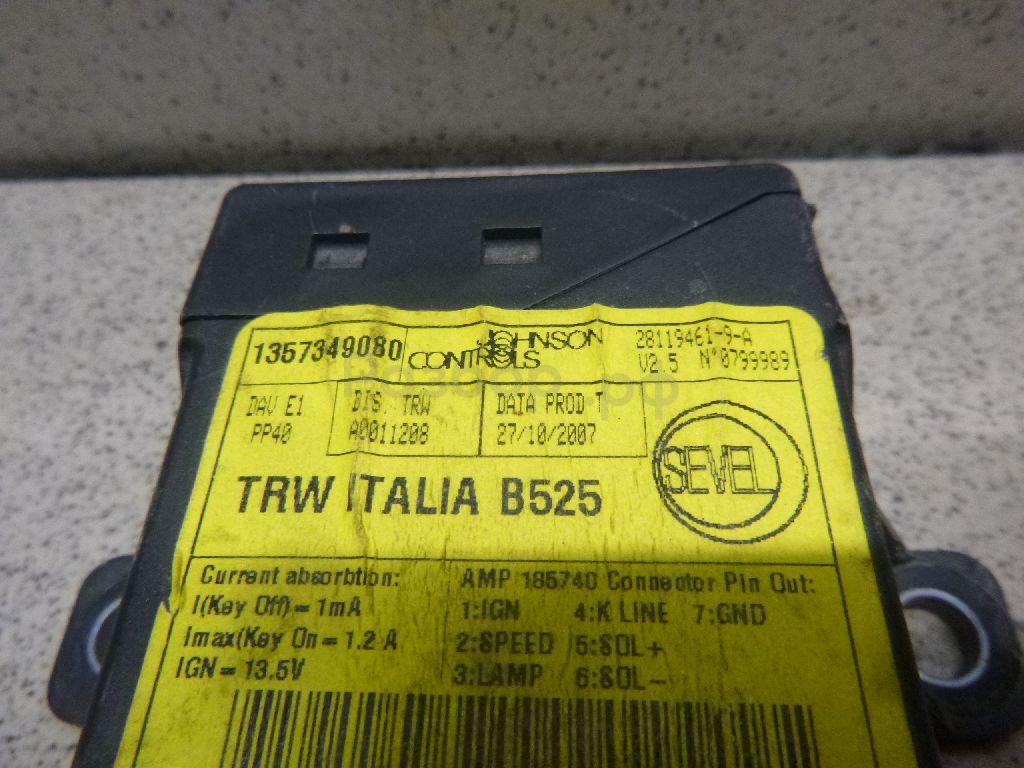 1357349080
JOHNSON
CONTROLS
28119461-9-A
V2.5 N°0799989
DAV E1
PP40
DIS. TRW
A0011208
DATA PROD T
27/10/2007
TRW ITALIA B525
SEVEL
Current absorbtion:
I(Key Off)= 1mA
Imax(Key On = 1.2 A
IGN = 13.5V
AMP 185740 Connector Pin Out:
1:IGN 4:K LINE 7:GND
2:SPEED 5:SOL+
3:LAMP 6:SOL-